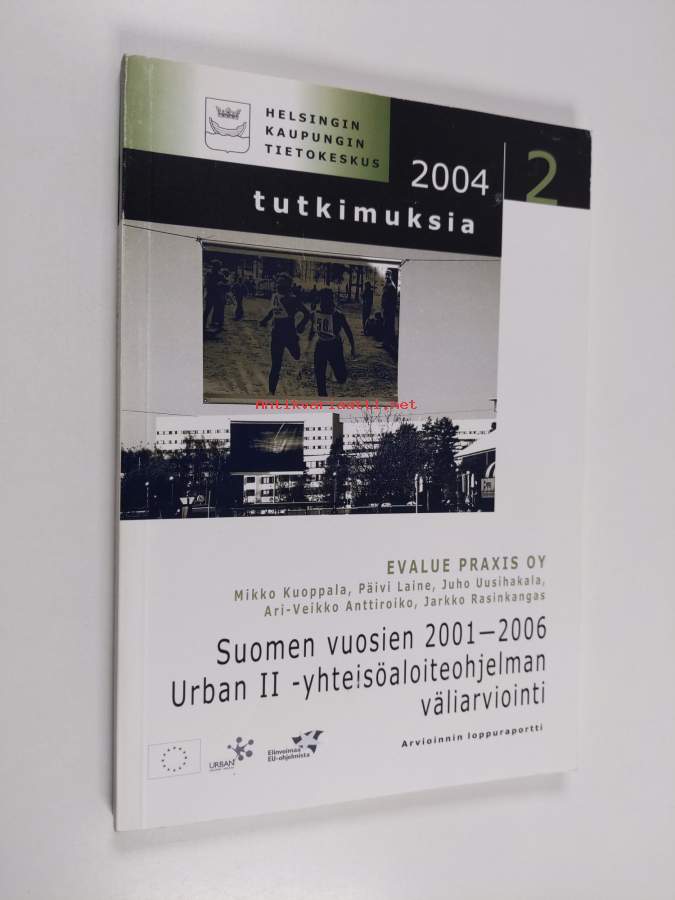 HELSINGIN
KAUPUNGIN
TIETOKESKUS
2004 2
tutkimuksia
50
Antikvariaatti.net
EVALUE PRAXIS OY
Mikko Kuoppala, Päivi Laine, Juho Uusihakala,
Ari-Veikko Anttiroiko, Jarkko Rasinkangas
Suomen vuosien 2001—2006
Urban II -yhteisöaloiteohjelman
väliarviointi
Arvioinnin loppuraportti
URBAN
Elinvoimaa
EU-ohjelmista